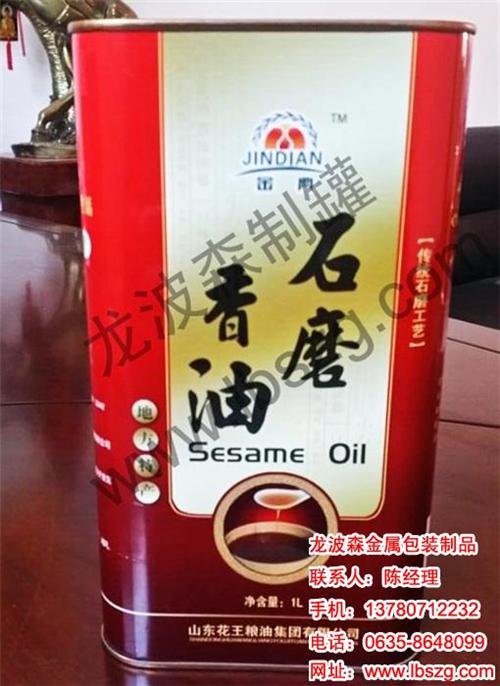 TM
JINDIAN
石磨
香油
Sesame Oil
【传统石磨工艺】
地方特产
净含量：1L
山东花王粮油集团有限公司
龙波森制罐
www.lbszg.com
龙波森金属包装制品
联系人：陈经理
手机：13780712232
电话：0635-8648099
网址：www.lbszg.com